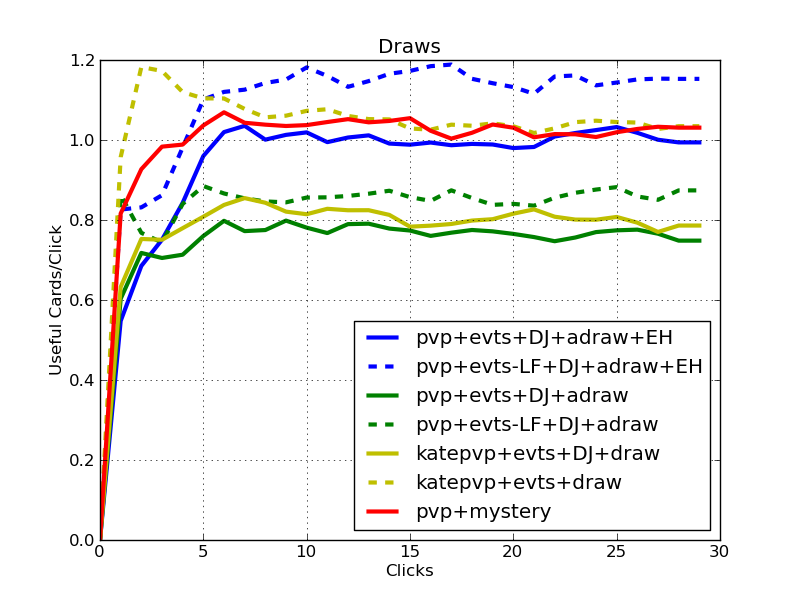 Draws
1.2
1.0
0.8
0.6
0.4
0.2
0.0
Useful Cards/Click
pvp+evts+DJ+adraw+EH
pvp+evts-LF+DJ+adraw+EH
pvp+evts+DJ+adraw
pvp+evts-LF+DJ+adraw
katepvp+evts+DJ+draw
katepvp+evts+draw
pvp+mystery
0 5 10 15 20 25 30
Clicks